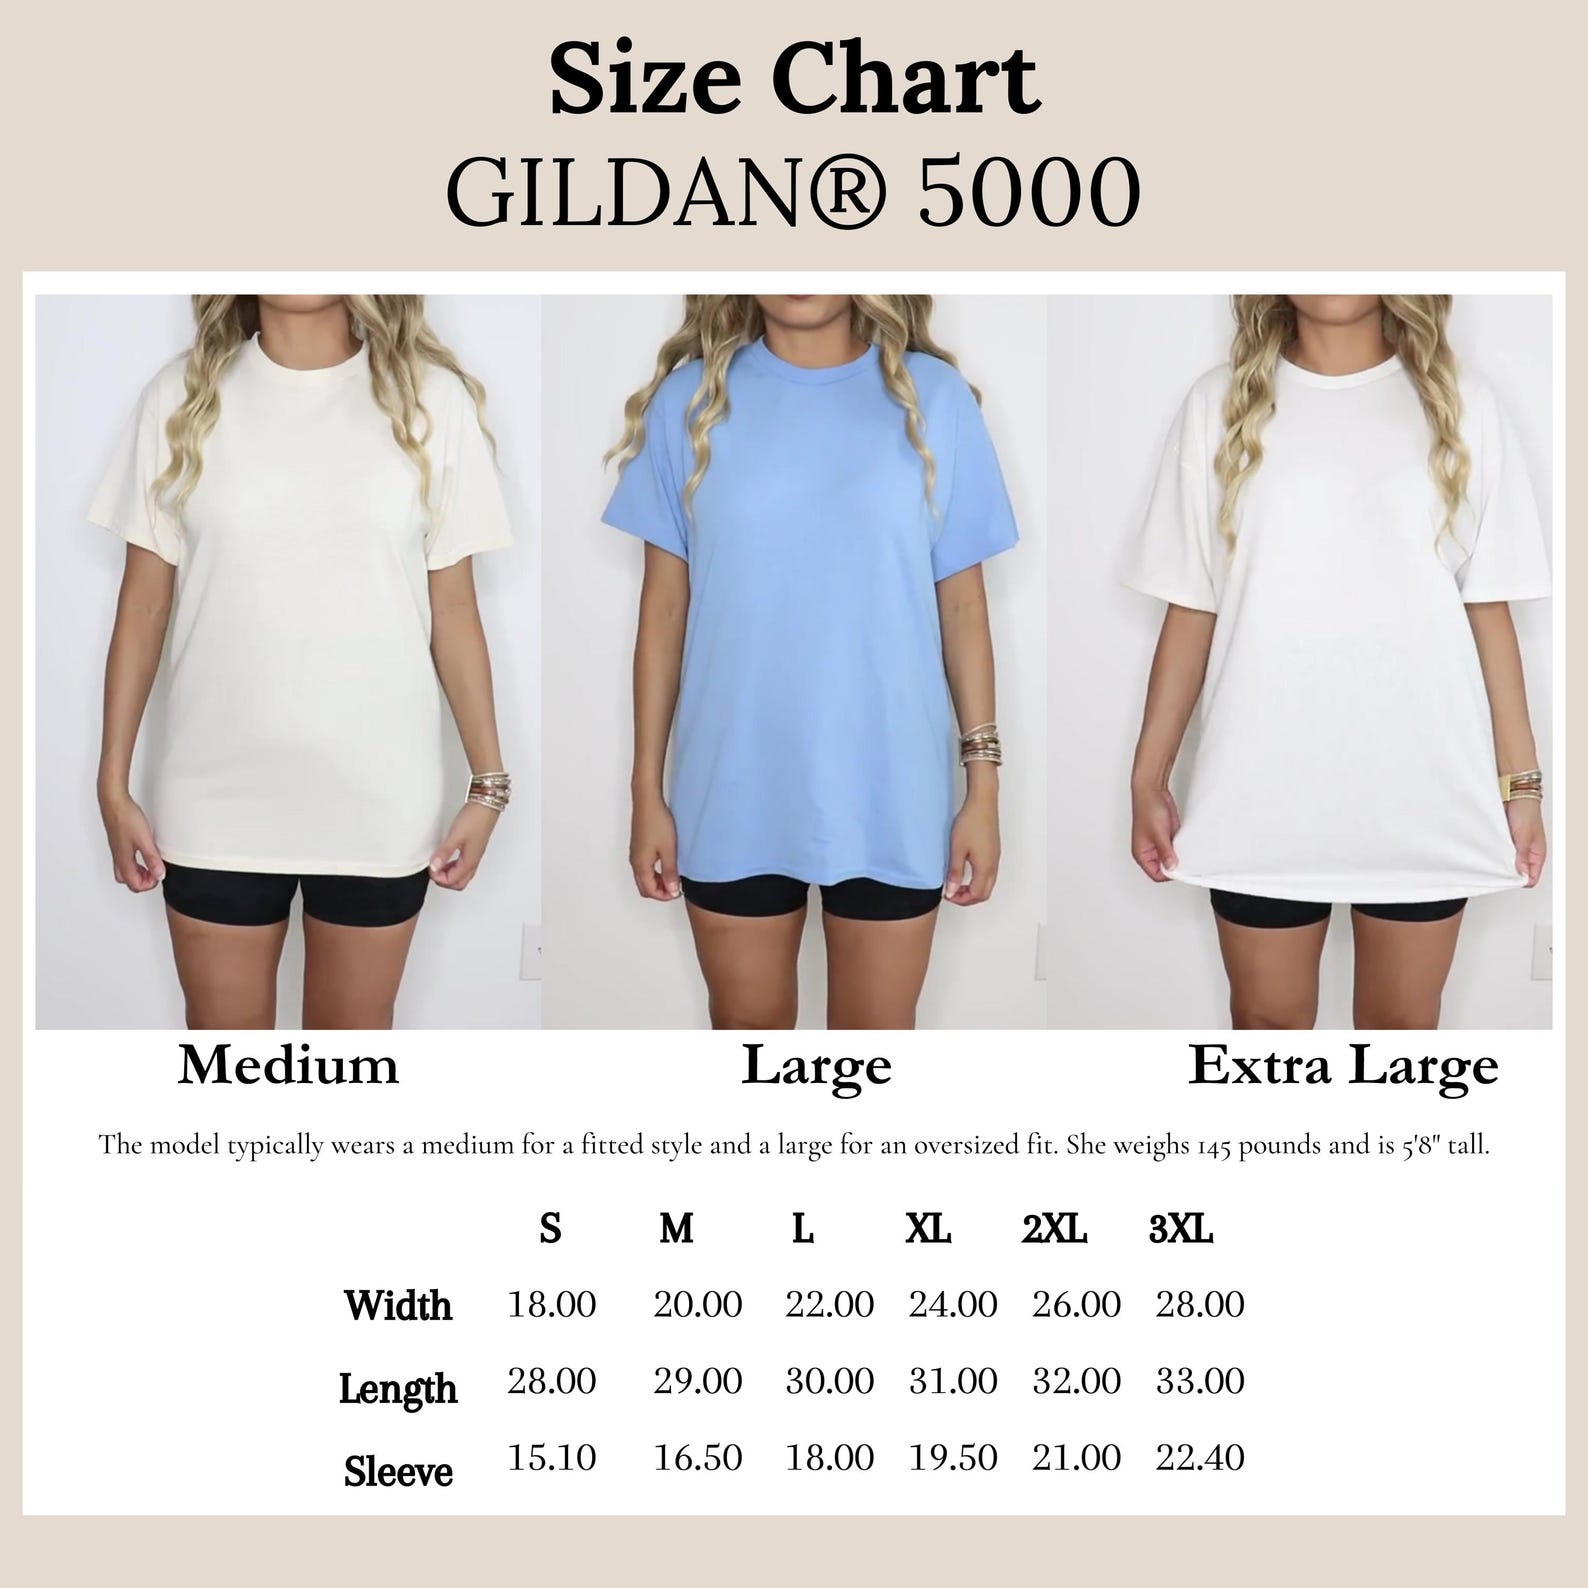 Size Chart
GILDAN® 5000
Medium Large Extra Large
The model typically wears a medium for a fitted style and a large for an oversized fit. She weighs 145 pounds and is 5'8" tall.
S M L XL 2XL 3XL
Width 18.00 20.00 22.00 24.00 26.00 28.00
Length 28.00 29.00 30.00 31.00 32.00 33.00
Sleeve 15.10 16.50 18.00 19.50 21.00 22.40